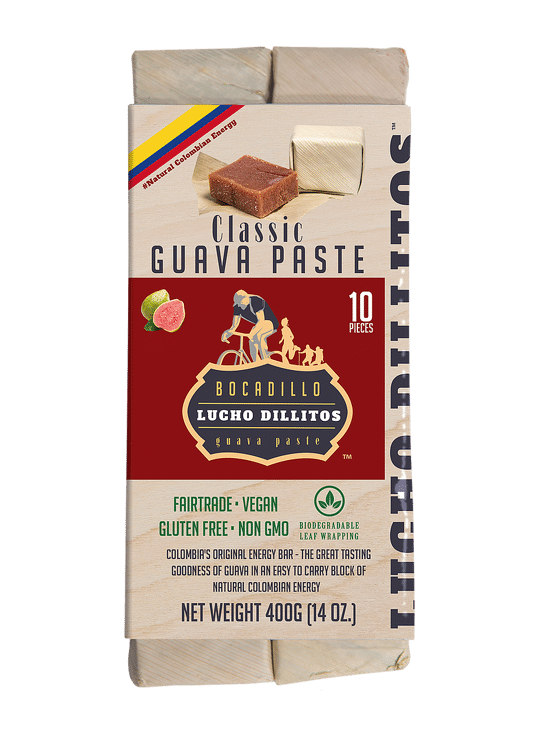 #Natural Colombian Energy
Classic
GUAVA PASTE
10
PIECES
BOCADILLO
LUCHO DILLITOS
guava paste
TM
FAIRTRADE • VEGAN
GLUTEN FREE • NON GMO
BIODEGRADABLE
LEAF WRAPPING
COLOMBIA'S ORIGINAL ENERGY BAR - THE GREAT TASTING
GOODNESS OF GUAVA IN AN EASY TO CARRY BLOCK OF
NATURAL COLOMBIAN ENERGY
NET WEIGHT 400G (14 OZ.)
LUCHO DILLITOS TM